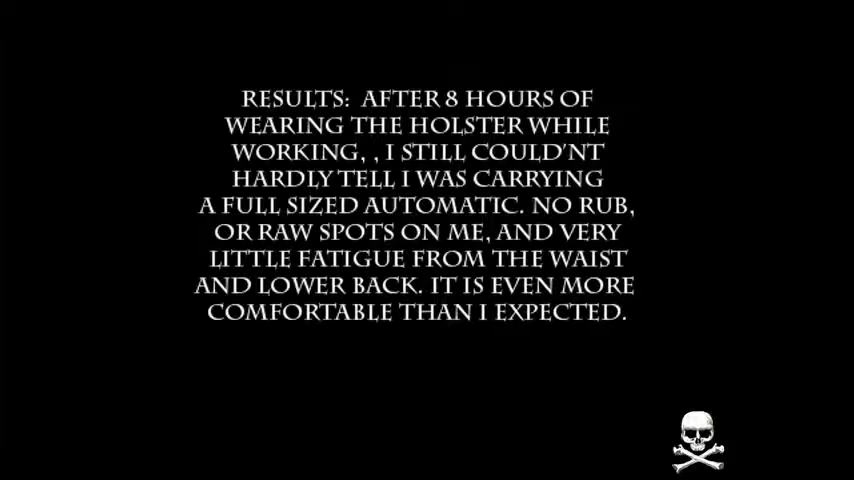 RESULTS: AFTER 8 HOURS OF
WEARING THE HOLSTER WHILE
WORKING, , I STILL COULD'NT
HARDLY TELL I WAS CARRYING
A FULL SIZED AUTOMATIC. NO RUB,
OR RAW SPOTS ON ME, AND VERY
LITTLE FATIGUE FROM THE WAIST
AND LOWER BACK. IT IS EVEN MORE
COMFORTABLE THAN I EXPECTED.